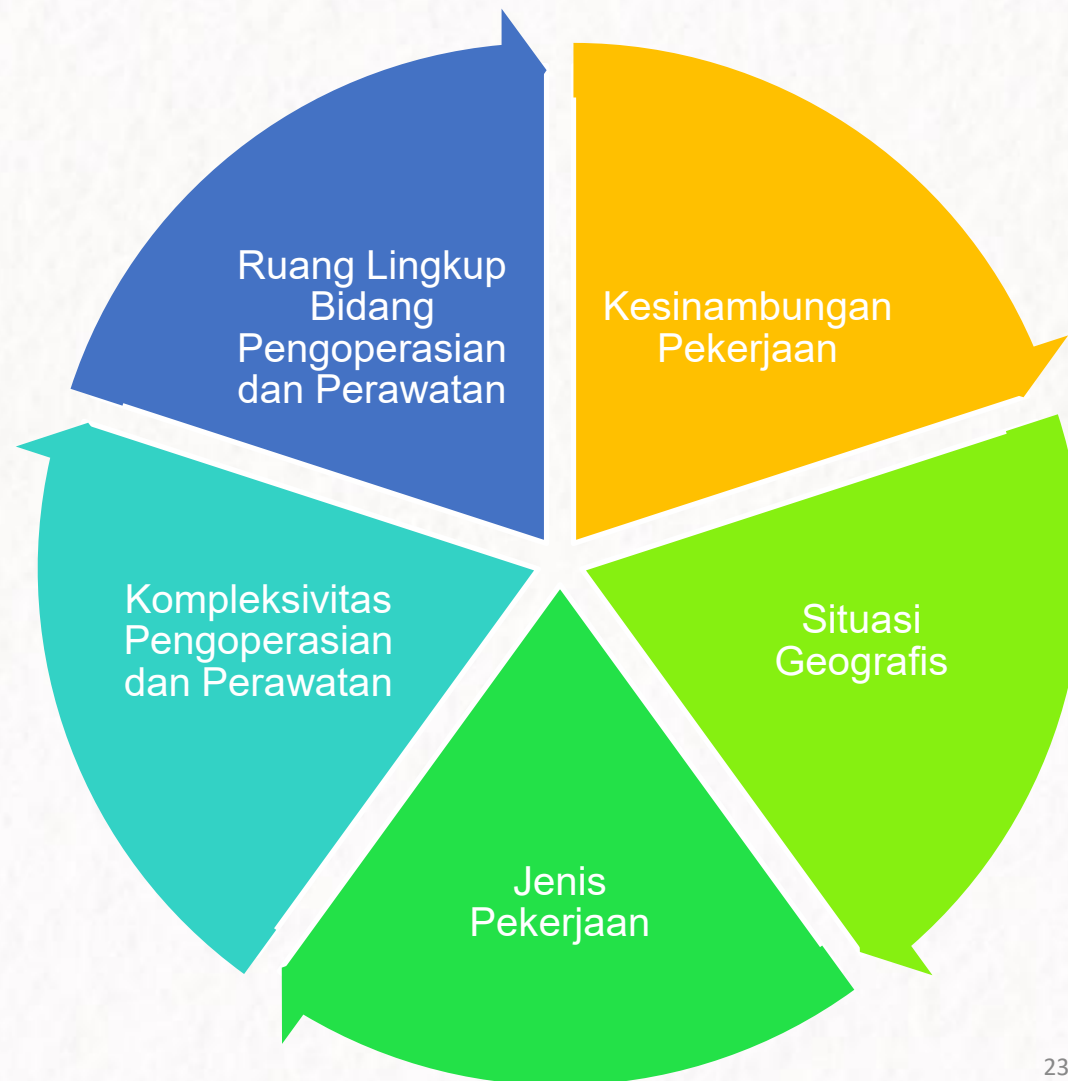 Ruang Lingkup
Bidang
Pengoperasian
dan Perawatan
Kesinambungan
Pekerjaan
Situasi
Geografis
Jenis
Pekerjaan
Kompleksivitas
Pengoperasian
dan Perawatan
23